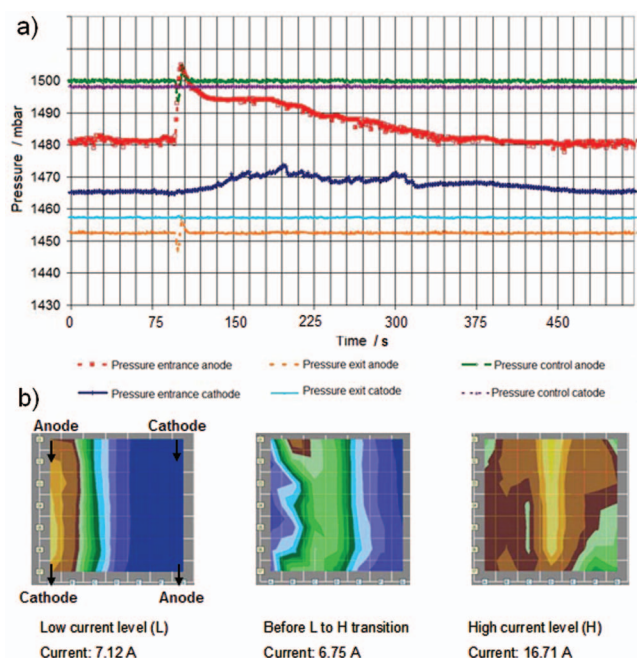 a)
1500
1490
1480
1470
1460
1450
1440
1430
Pressure / mbar
0 75 150 225 300 375 450
Time / s
Pressure entrance anode Pressure exit anode Pressure control anode
Pressure entrance cathode Pressure exit catode Pressure control catode
b)
Anode Cathode
Cathode Anode
Low current level (L) Before L to H transition High current level (H)
Current: 7.12 A Current: 6.75 A Current: 16.71 A